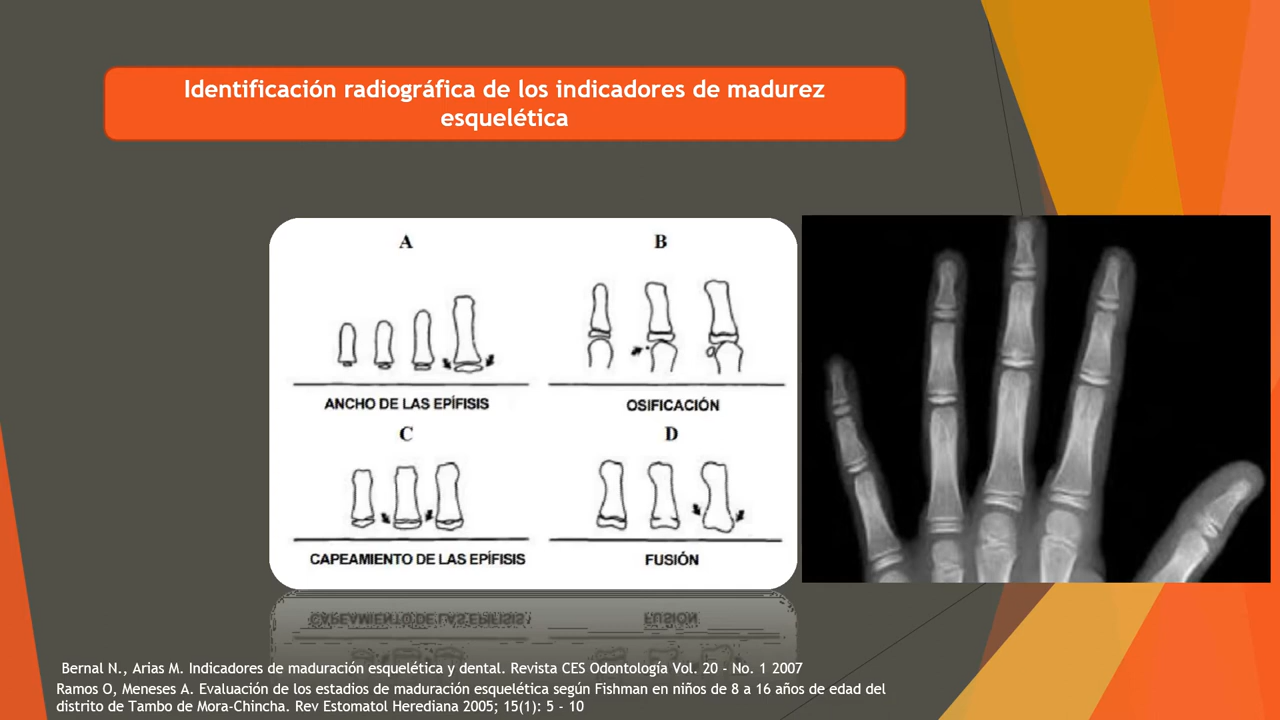 Identificación radiográfica de los indicadores de madurez
esquelética
A
B
ANCHO DE LAS EPÍFISIS
OSIFICACIÓN
C
D
CAPEAMIENTO DE LAS EPÍFISIS
FUSIÓN
Bernal N., Arias M. Indicadores de maduración esquelética y dental. Revista CES Odontología Vol. 20 - No. 1 2007
Ramos O, Meneses A. Evaluación de los estadios de maduración esquelética según Fishman en niños de 8 a 16 años de edad del
distrito de Tambo de Mora-Chincha. Rev Estomatol Herediana 2005; 15(1): 5 - 10